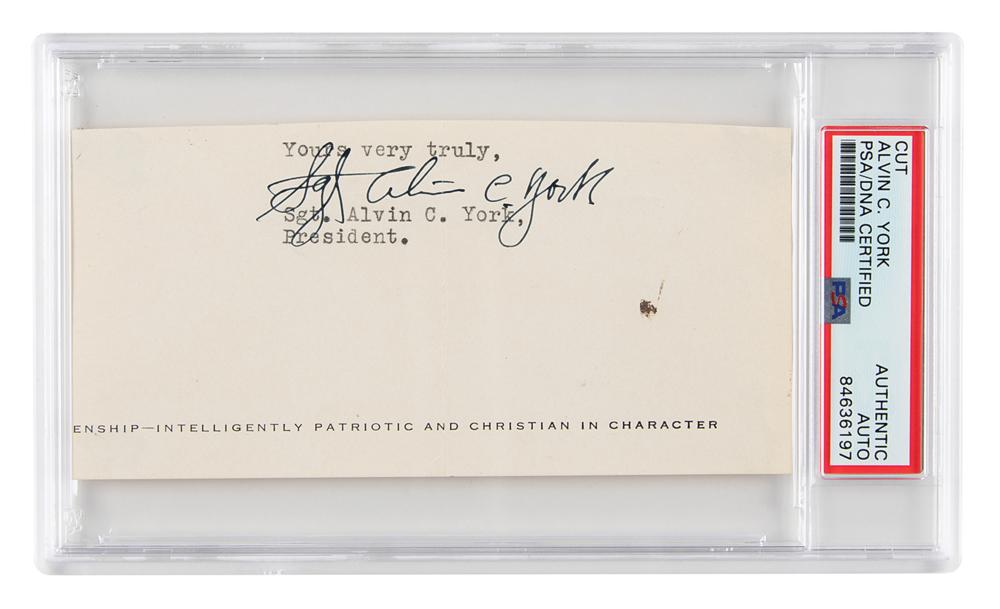 Yours very truly,
Sgt Alvin C. York
Sgt. Alvin C. York,
President.
ENSHIP—INTELLIGENTLY PATRIOTIC AND CHRISTIAN IN CHARACTER
CUT
ALVIN C. YORK
PSA/DNA CERTIFIED
PSA
AUTHENTIC
AUTO
84636197